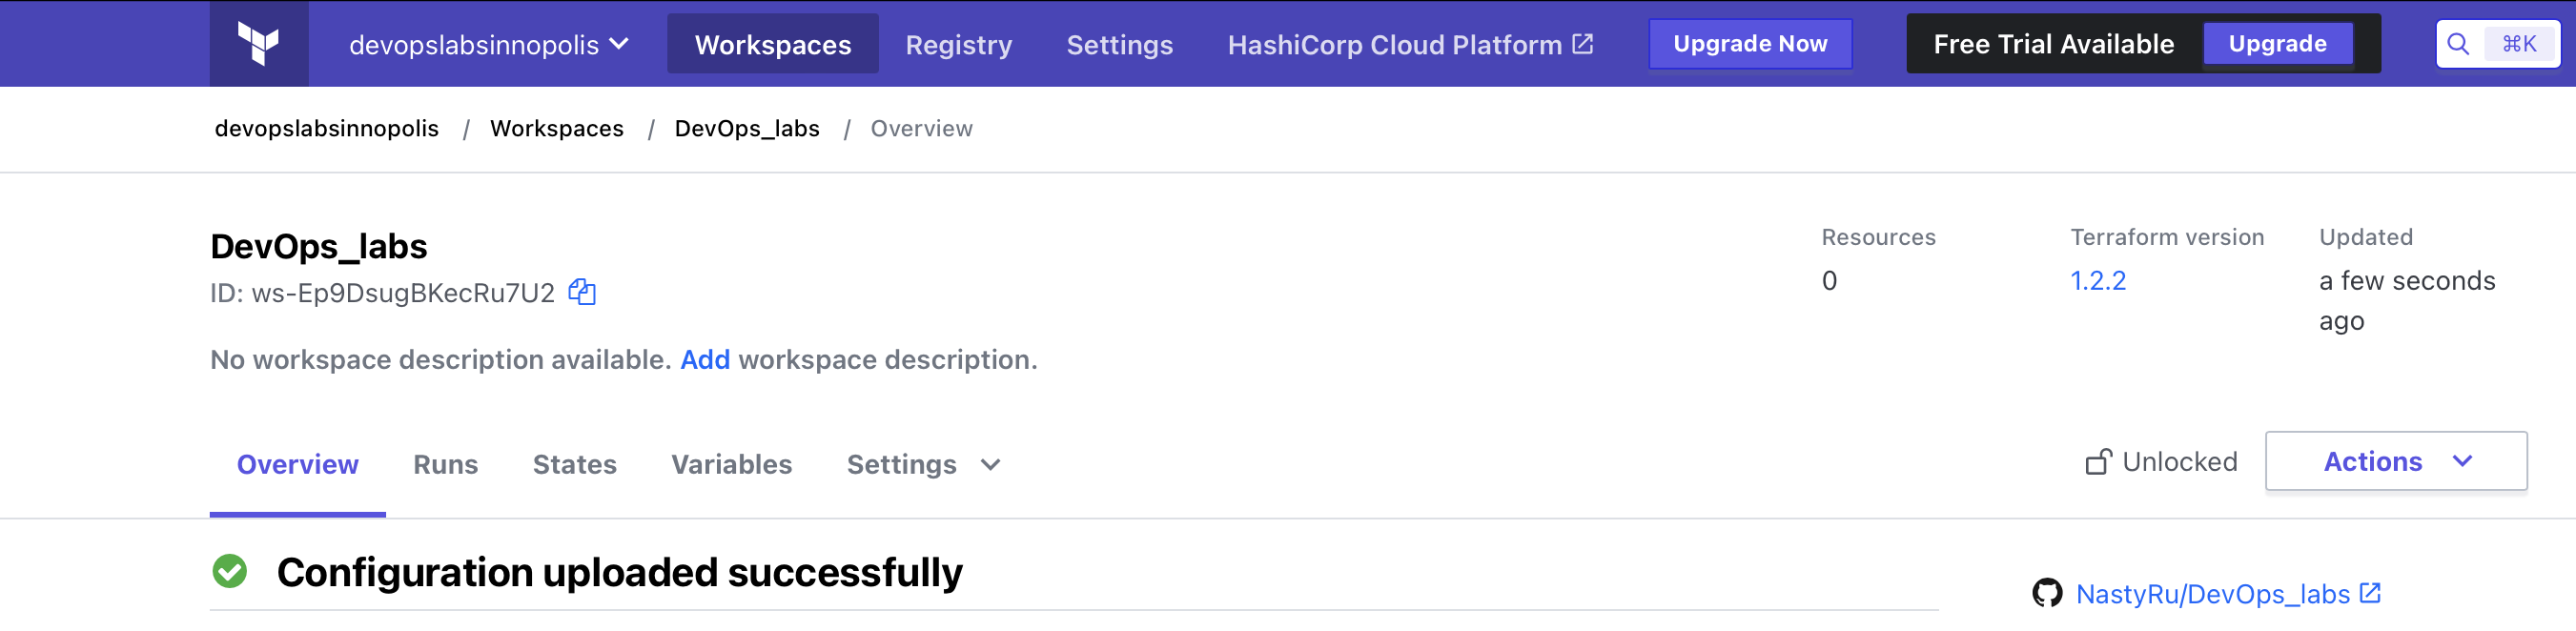 devopslabsinnopolis Workspaces Registry Settings HashiCorp Cloud Platform Upgrade Now Free Trial Available Upgrade ⌘K
devopslabsinnopolis / Workspaces / DevOps_labs / Overview
DevOps_labs
ID: ws-Ep9DsugBKecRu7U2
No workspace description available. Add workspace description.
Resources
0
Terraform version
1.2.2
Updated
a few seconds
ago
Overview Runs States Variables Settings Unlocked Actions
Configuration uploaded successfully
NastyRu/DevOps_labs